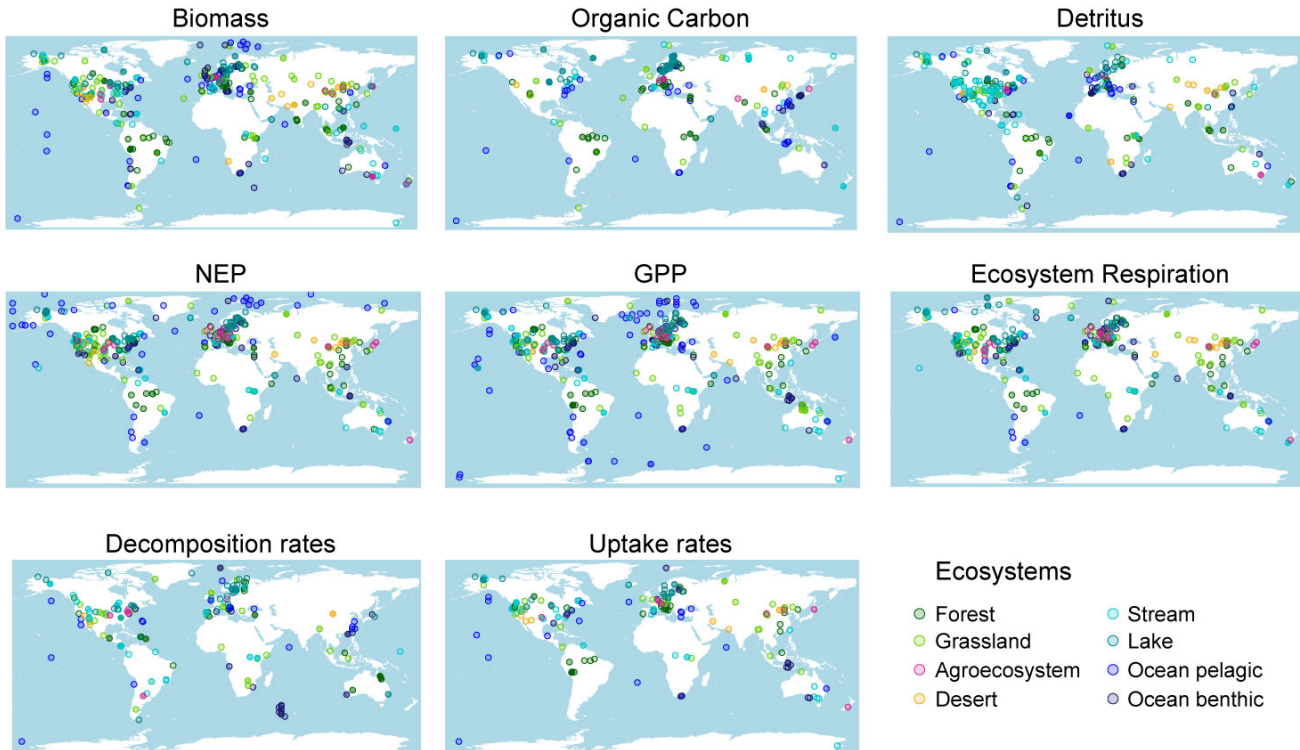 Biomass
Organic Carbon
Detritus
NEP
GPP
Ecosystem Respiration
Decomposition rates
Uptake rates
Ecosystems
Forest
Grassland
Agroecosystem
Desert
Stream
Lake
Ocean pelagic
Ocean benthic